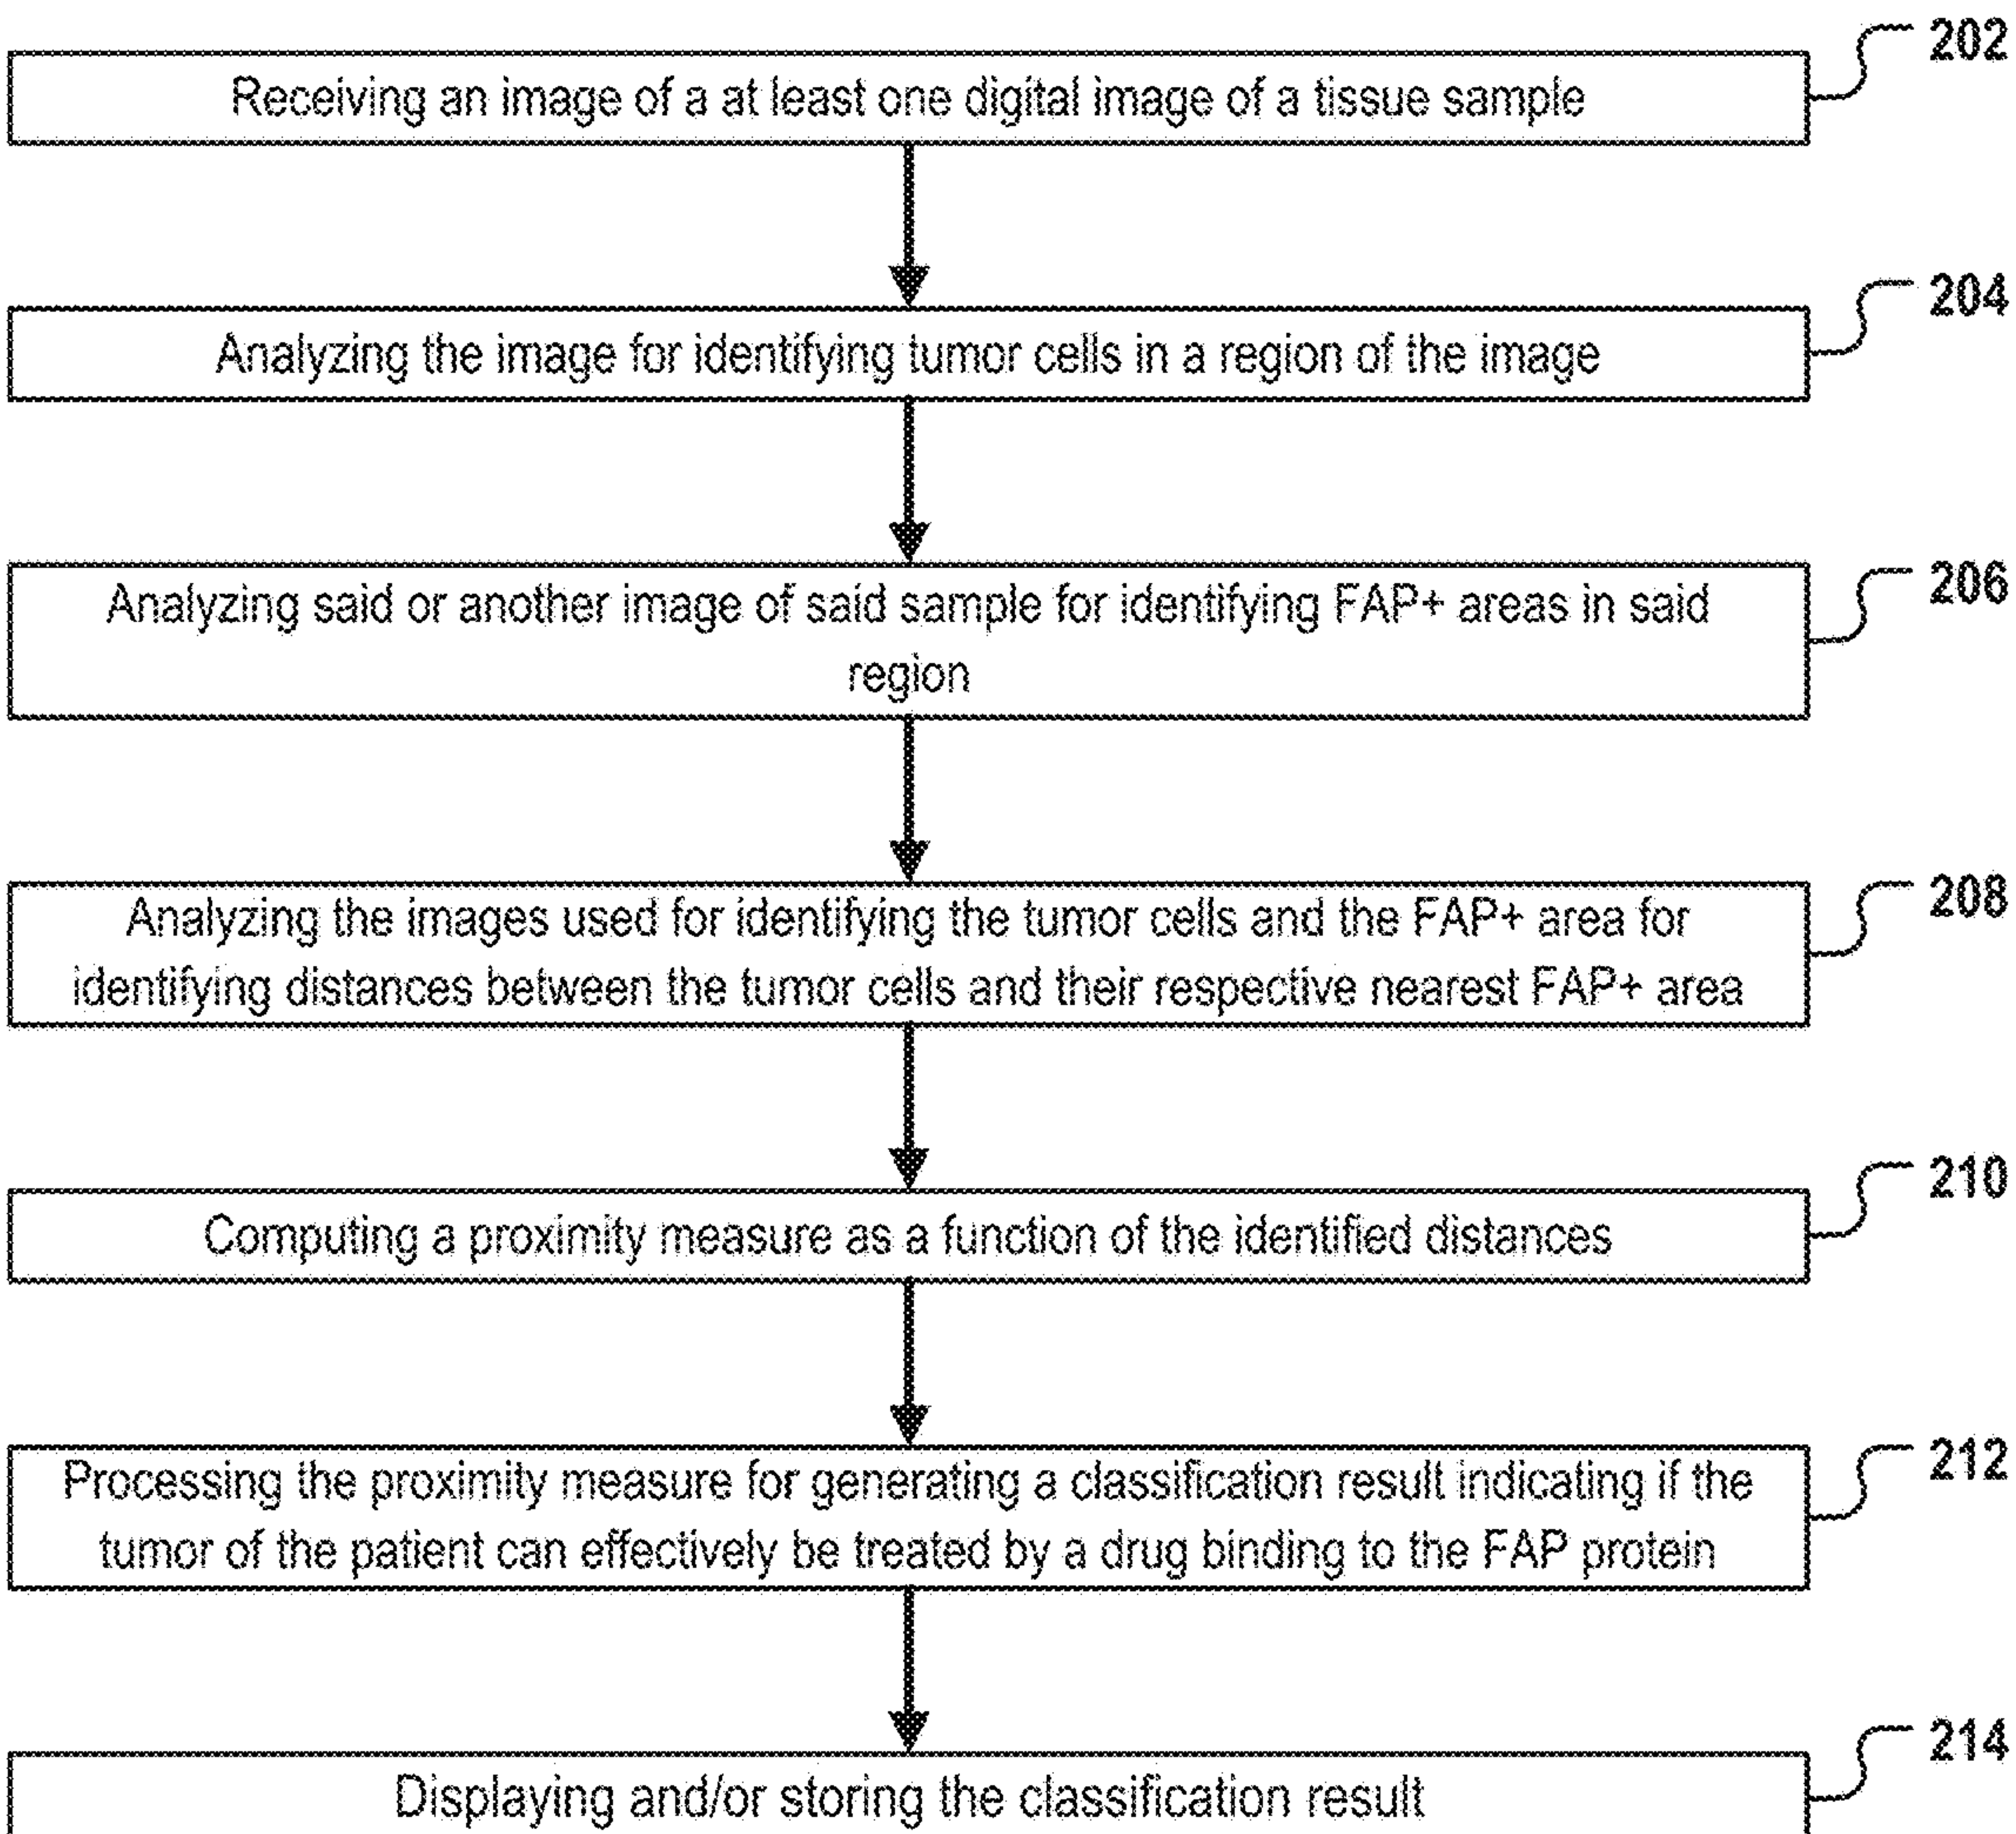 202
Receiving an image of a at least one digital image of a tissue sample
204
Analyzing the image for identifying tumor cells in a region of the image
206
Analyzing said or another image of said sample for identifying FAP+ areas in said
region
208
Analyzing the images used for identifying the tumor cells and the FAP+ area for
identifying distances between the tumor cells and their respective nearest FAP+ area
210
Computing a proximity measure as a function of the identified distances
212
Processing the proximity measure for generating a classification result indicating if the
tumor of the patient can effectively be treated by a drug binding to the FAP protein
214
Displaying and/or storing the classification result